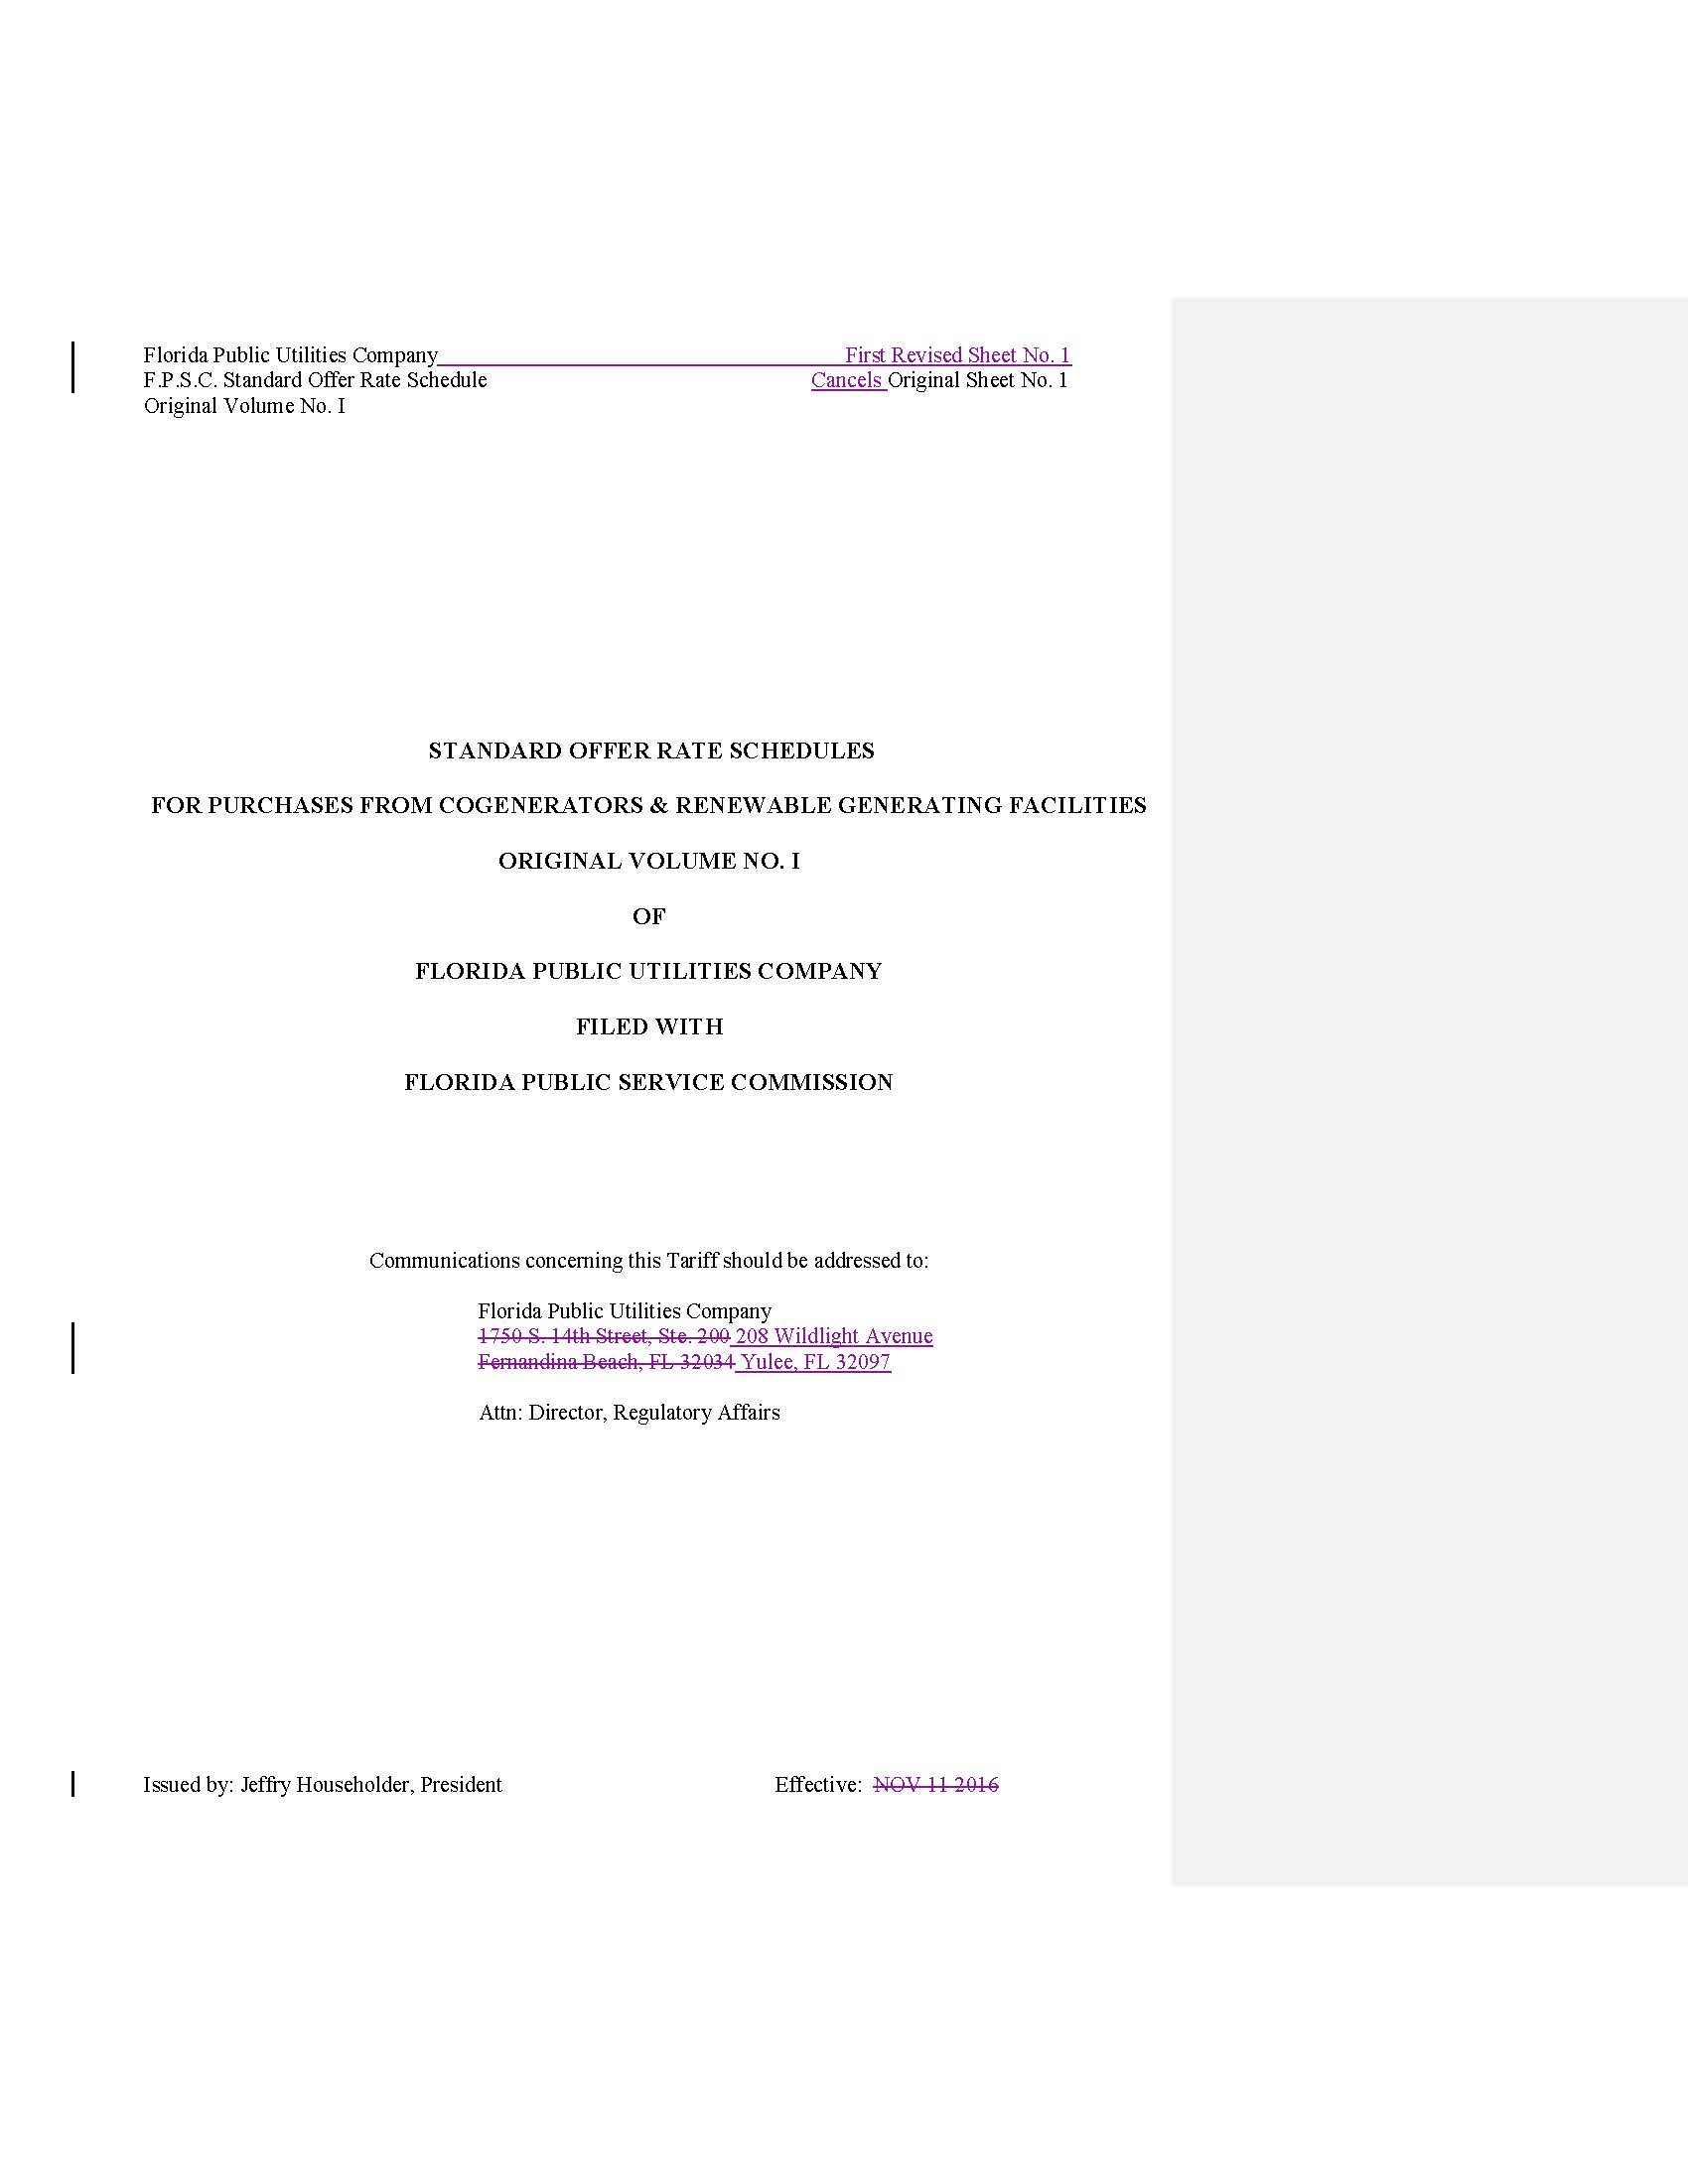 Florida Public Utilities Company First Revised Sheet No. 1
F.P.S.C. Standard Offer Rate Schedule Cancels Original Sheet No. 1
Original Volume No. I
STANDARD OFFER RATE SCHEDULES
FOR PURCHASES FROM COGENERATORS & RENEWABLE GENERATING FACILITIES
ORIGINAL VOLUME NO. I
OF
FLORIDA PUBLIC UTILITIES COMPANY
FILED WITH
FLORIDA PUBLIC SERVICE COMMISSION
Communications concerning this Tariff should be addressed to:
Florida Public Utilities Company
1750 S. 14th Street, Ste. 200 208 Wildlight Avenue
Fernandina Beach, FL 32034 Yulee, FL 32097
Attn: Director, Regulatory Affairs
Issued by: Jeffry Householder, President Effective: NOV 11 2016